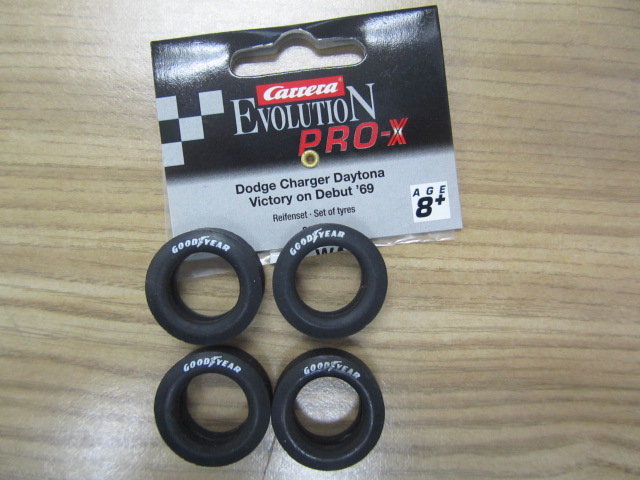 Carrera
EVOLUTION
PRO-X
Dodge Charger Daytona
Victory on Debut '69
Reifenset · Set of tyres
AGE
8+
GOODYEAR
GOODYEAR
GOODYEAR
GOODYEAR